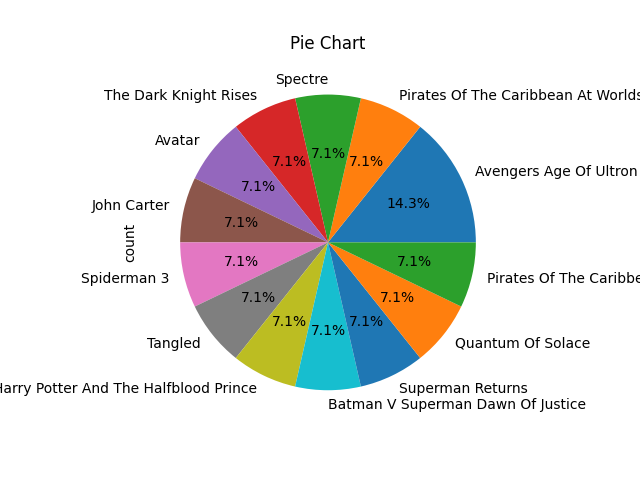 Pie Chart
Spectre
The Dark Knight Rises
Pirates Of The Caribbean At Worlds
Avatar
Avengers Age Of Ultron
John Carter
count
Spiderman 3
Pirates Of The Caribbe
Tangled
Quantum Of Solace
Harry Potter And The Halfblood Prince
Superman Returns
Batman V Superman Dawn Of Justice
7.1%
7.1%
7.1%
7.1%
14.3%
7.1%
7.1%
7.1%
7.1%
7.1%
7.1%
7.1%
7.1%